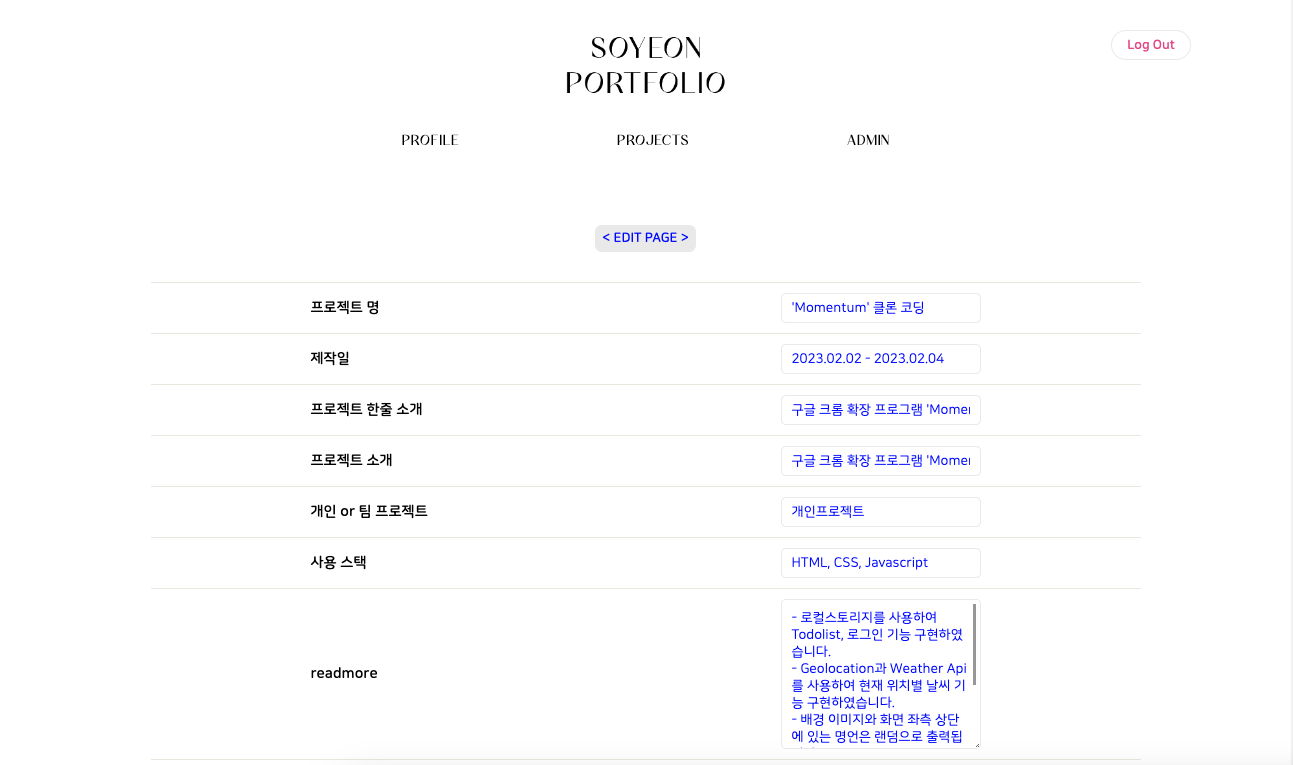 SOYEON
PORTFOLIO
Log Out
PROFILE PROJECTS ADMIN
< EDIT PAGE >
프로젝트 명 'Momentum' 클론 코딩
제작일 2023.02.02 - 2023.02.04
프로젝트 한줄 소개 구글 크롬 확장 프로그램 'Momen
프로젝트 소개 구글 크롬 확장 프로그램 'Momen
개인 or 팀 프로젝트 개인프로젝트
사용 스택 HTML, CSS, Javascript
readmore
- 로컬스토리지를 사용하여
Todolist, 로그인 기능 구현하였
습니다.
- Geolocation과 Weather Api
를 사용하여 현재 위치별 날씨 기
능 구현하였습니다.
- 배경 이미지와 화면 좌측 상단
에 있는 명언은 랜덤으로 출력됩